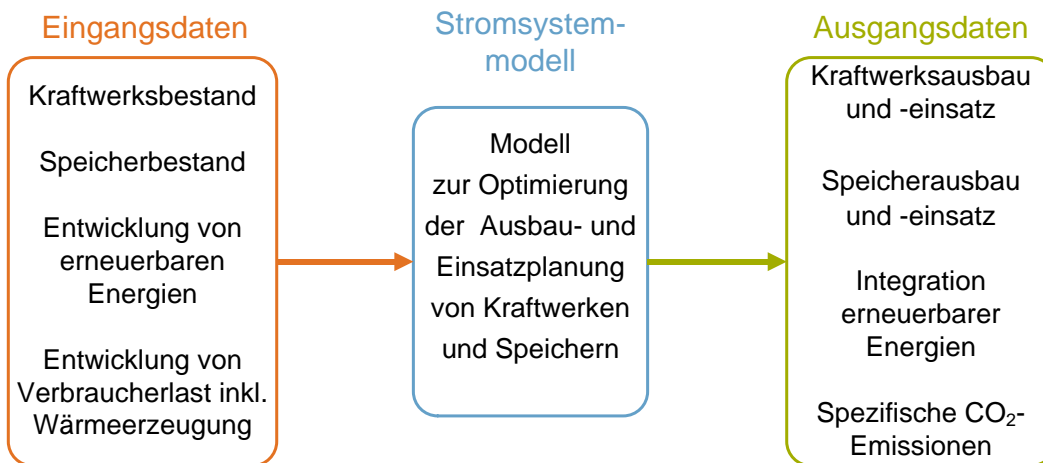 Eingangsdaten
Kraftwerksbestand
Speicherbestand
Entwicklung von
erneuerbaren
Energien
Entwicklung von
Verbraucherlast inkl.
Wärmeerzeugung
Stromsystem-
modell
Modell
zur Optimierung
der Ausbau- und
Einsatzplanung
von Kraftwerken
und Speichern
Ausgangsdaten
Kraftwerksausbau
und -einsatz
Speicherausbau
und -einsatz
Integration
erneuerbarer
Energien
Spezifische CO₂-
Emissionen